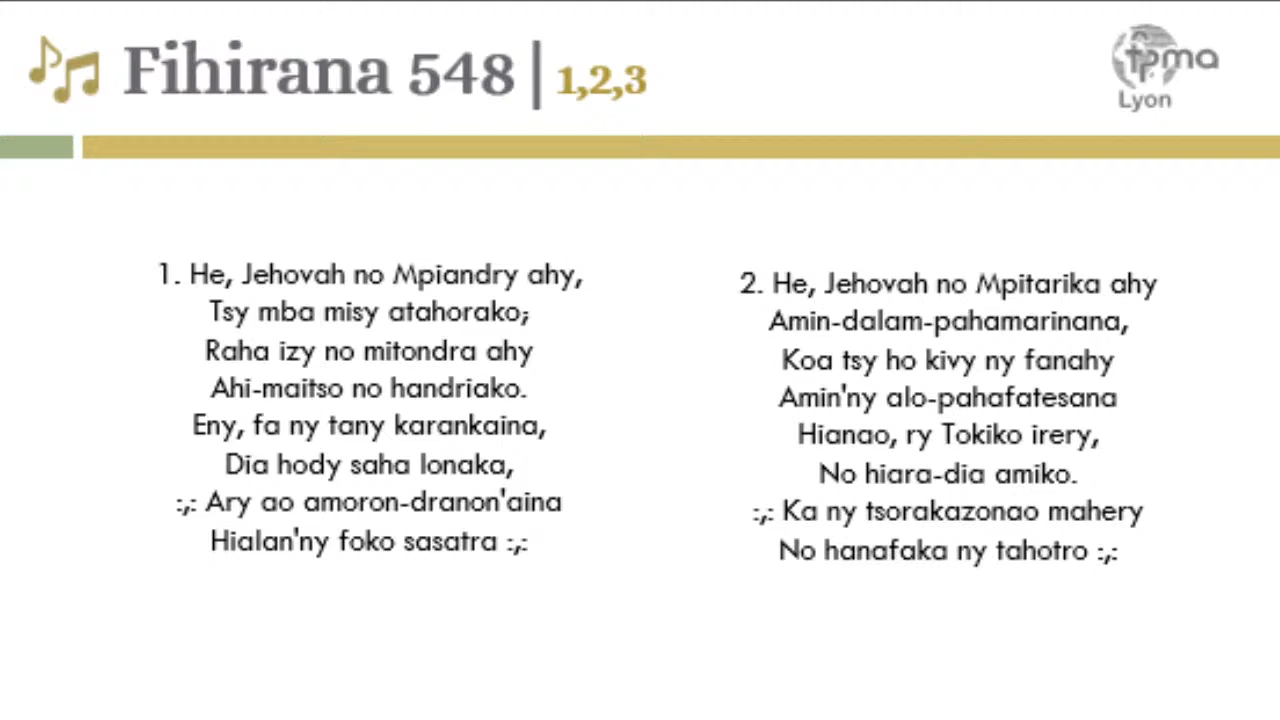 Fihirana 548 | 1,2,3
fpma
Lyon
1. He, Jehovah no Mpiandry ahy,
Tsy mba misy atahorako;
Raha izy no mitondra ahy
Ahi-maitso no handriako.
Eny, fa ny tany karankaina,
Dia hody saha lonaka,
:,: Ary ao amoron-dranon'aina
Hialan'ny foko sasatra :,:
2. He, Jehovah no Mpitarika ahy
Amin-dalam-pahamarinana,
Koa tsy ho kivy ny fanahy
Amin'ny alo-pahafatesana
Hianao, ry Tokiko irery,
No hiara-dia amiko.
:,: Ka ny tsorakazonao mahery
No hanafaka ny tahotro :,: